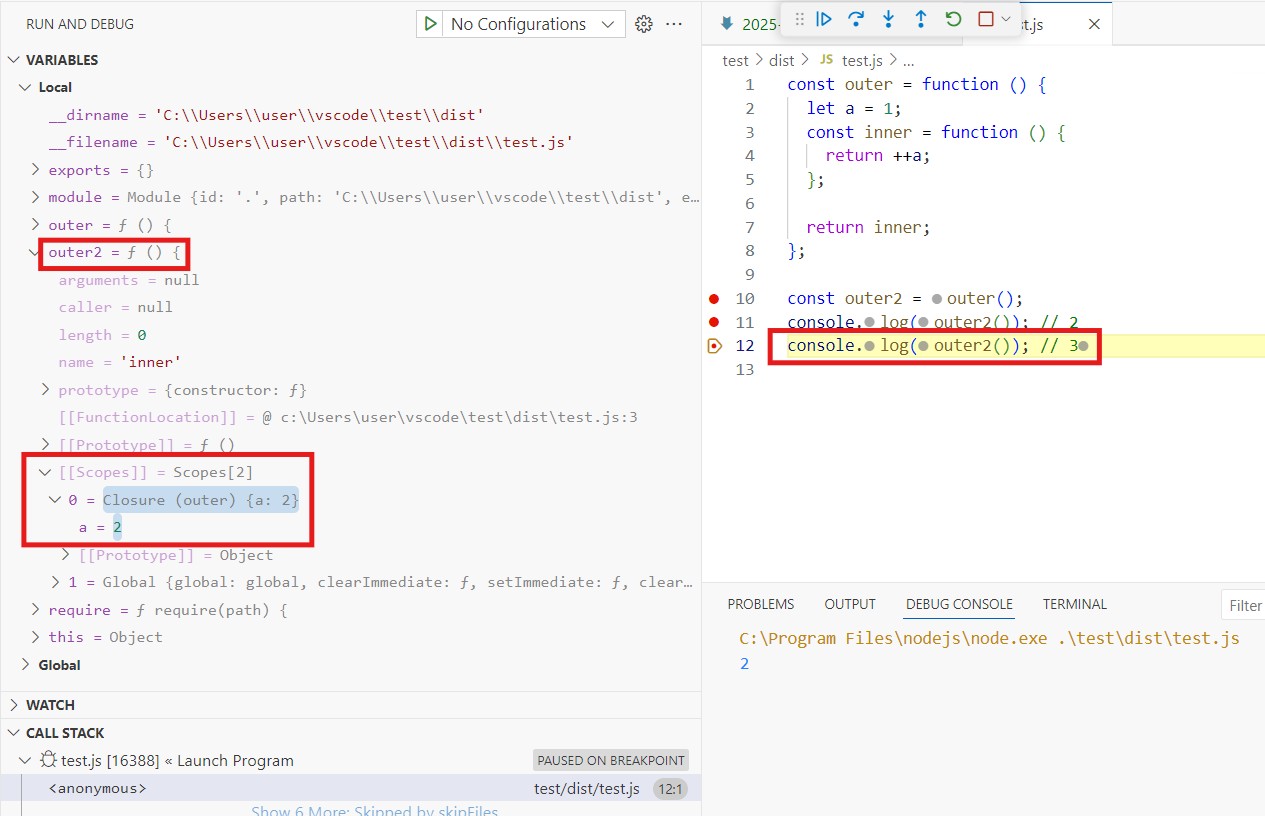 RUN AND DEBUG
No Configurations
VARIABLES
Local
__dirname = 'C:\\Users\\user\\vscode\\test\\dist'
__filename = 'C:\\Users\\user\\vscode\\test\\dist\\test.js'
exports = {}
module = Module {id: '.', path: 'C:\\Users\\user\\vscode\\test\\dist', e…
outer = ƒ () {
outer2 = ƒ () {
arguments = null
caller = null
length = 0
name = 'inner'
prototype = {constructor: ƒ}
[[FunctionLocation]] = @ c:\Users\user\vscode\test\dist\test.js:3
[[Prototype]] = ƒ ()
[[Scopes]] = Scopes[2]
0 = Closure (outer) {a: 2}
a = 2
[[Prototype]] = Object
1 = Global {global: global, clearImmediate: ƒ, setImmediate: ƒ, clear…
require = ƒ require(path) {
this = Object
Global
WATCH
CALL STACK
test.js [16388] « Launch Program PAUSED ON BREAKPOINT
<anonymous> test/dist/test.js 12:1
Show 6 More: Skipped by skipFiles
2025- st.js
test > dist > JS test.js > ...
1 const outer = function () {
2 let a = 1;
3 const inner = function () {
4 return ++a;
5 };
6
7 return inner;
8 };
9
10 const outer2 = outer();
11 console.log(outer2()); // 2
12 console.log(outer2()); // 3
13
PROBLEMS OUTPUT DEBUG CONSOLE TERMINAL Filter
C:\Program Files\nodejs\node.exe .\test\dist\test.js
2